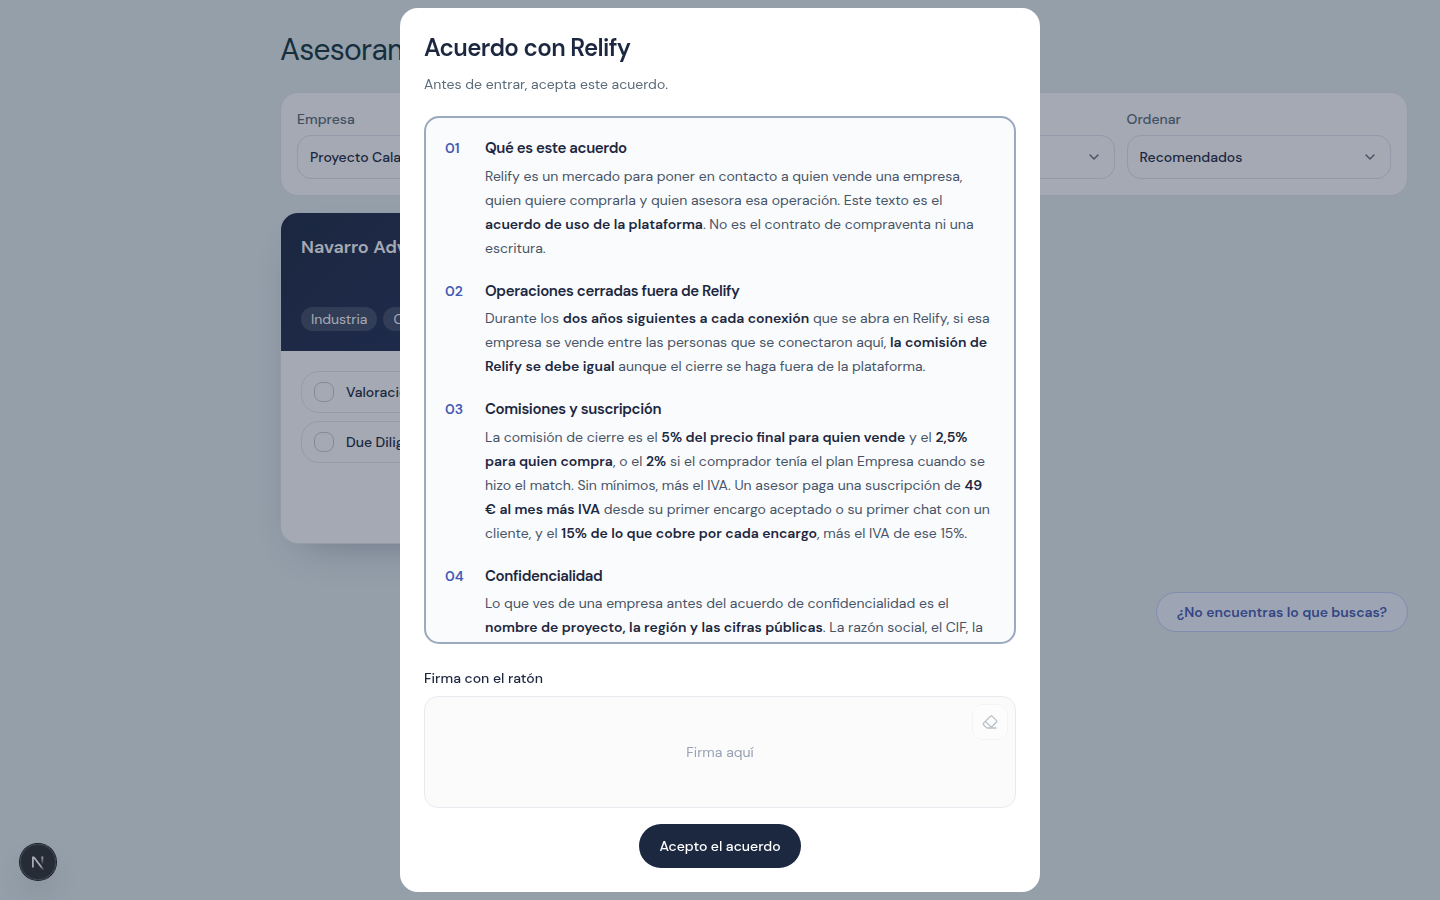 Asesoran
Empresa
Proyecto Cala
Ordenar
Recomendados
Navarro Adv
Industria
Valoraci
Due Dilig
Acuerdo con Relify
Antes de entrar, acepta este acuerdo.
01 Qué es este acuerdo
Relify es un mercado para poner en contacto a quien vende una empresa,
quien quiere comprarla y quien asesora esa operación. Este texto es el
acuerdo de uso de la plataforma. No es el contrato de compraventa ni una
escritura.
02 Operaciones cerradas fuera de Relify
Durante los dos años siguientes a cada conexión que se abra en Relify, si esa
empresa se vende entre las personas que se conectaron aquí, la comisión de
Relify se debe igual aunque el cierre se haga fuera de la plataforma.
03 Comisiones y suscripción
La comisión de cierre es el 5% del precio final para quien vende y el 2,5%
para quien compra, o el 2% si el comprador tenía el plan Empresa cuando se
hizo el match. Sin mínimos, más el IVA. Un asesor paga una suscripción de 49
€ al mes más IVA desde su primer encargo aceptado o su primer chat con un
cliente, y el 15% de lo que cobre por cada encargo, más el IVA de ese 15%.
04 Confidencialidad
Lo que ves de una empresa antes del acuerdo de confidencialidad es el
nombre de proyecto, la región y las cifras públicas. La razón social, el CIF, la
Firma con el ratón
Firma aquí
Acepto el acuerdo
¿No encuentras lo que buscas?
N